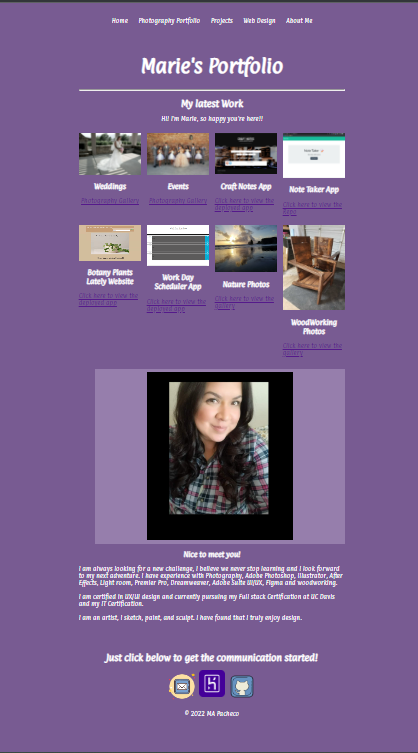 Home Photography Portfolio Projects Web Design About Me
Marie's Portfolio
My latest Work
Hi! I'm Marie, so happy you're here!!
Weddings
Photography Gallery
Events
Photography Gallery
Craft Notes App
Click here to view the
deployed app
Note Taker App
Click here to view the
Botany Plants
Lately Website
Click here to view the
deployed app
Work Day
Scheduler App
Click here to view the
deployed app
Nature Photos
Click here to view the
gallery
WoodWorking
Photos
Click here to view the
gallery
Nice to meet you!
I am always looking for a new challenge, I believe we never stop learning and I look forward
to my next adventure. I have experience with Photography, Adobe Photoshop, Illustrator, After
Effects, Light room, Premier Pro, Dreamweaver, Adobe Suite UI/UX, Figma and woodworking.
I am certified in UX/UI design and currently pursuing my Full stack Certification at UC Davis
and my IT Certification.
I am an artist, I sketch, paint, and sculpt. I have found that I truly enjoy design.
Just click below to get the communication started!
© 2022 MA Pacheco